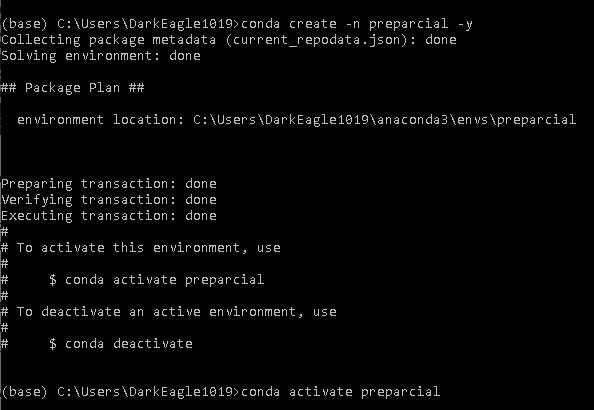 (base) C:\Users\DarkEagle1019>conda create -n preparcial -y
Collecting package metadata (current_repodata.json): done
Solving environment: done
## Package Plan ##
environment location: C:\Users\DarkEagle1019\anaconda3\envs\preparcial
Preparing transaction: done
Verifying transaction: done
Executing transaction: done
#
# To activate this environment, use
#
#     $ conda activate preparcial
#
# To deactivate an active environment, use
#
#     $ conda deactivate
(base) C:\Users\DarkEagle1019>conda activate preparcial